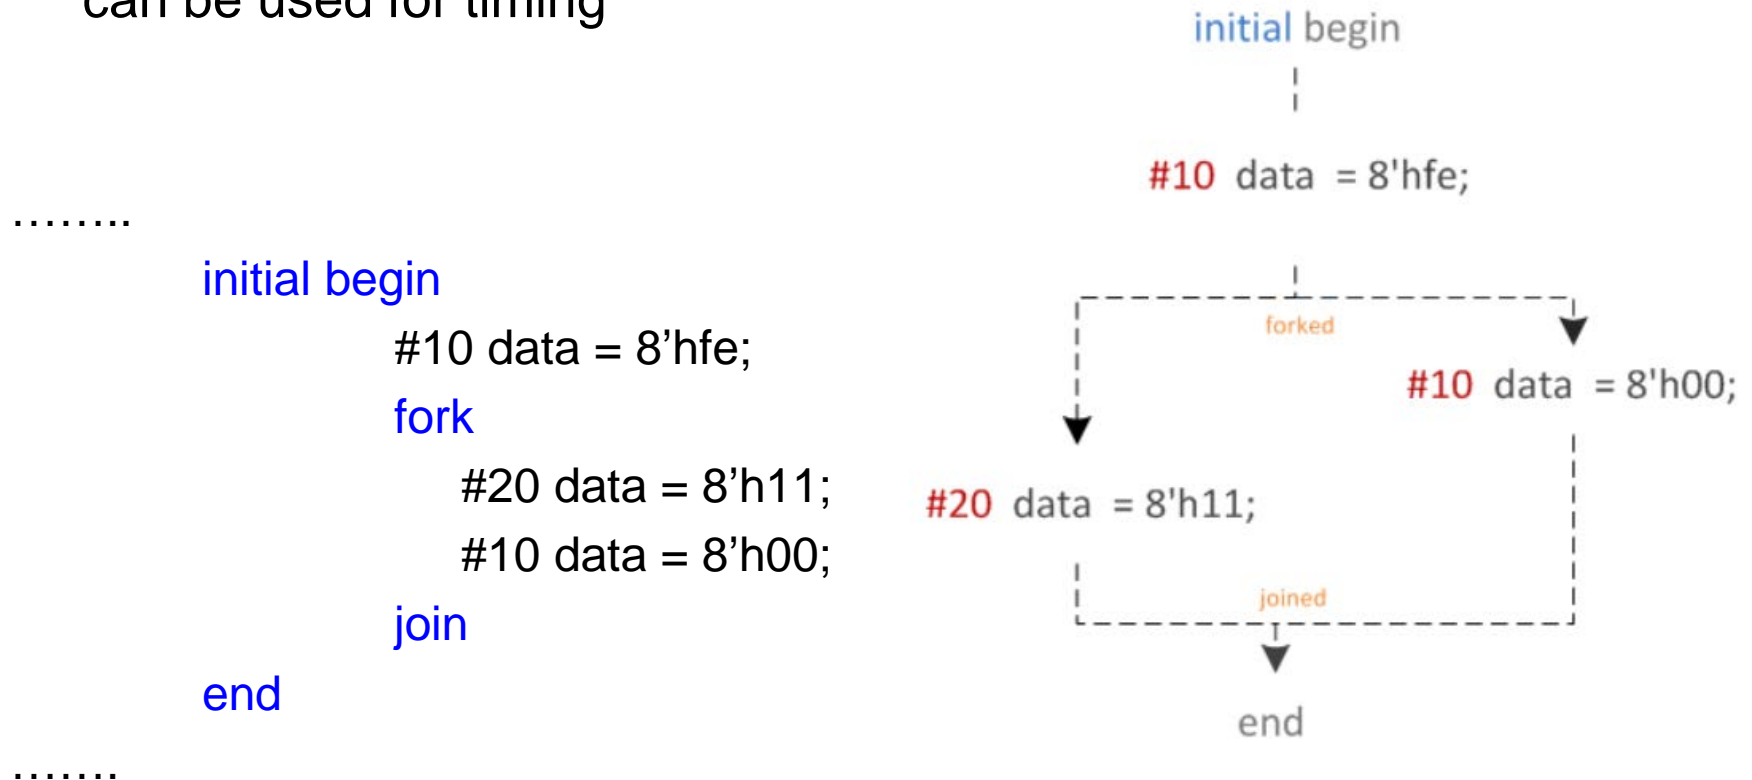 can be used for timing
……..
initial begin
#10 data = 8’hfe;
fork
#20 data = 8’h11;
#10 data = 8’h00;
join
end
…….
initial begin
#10 data = 8'hfe;
forked
#10 data = 8'h00;
#20 data = 8'h11;
joined
end